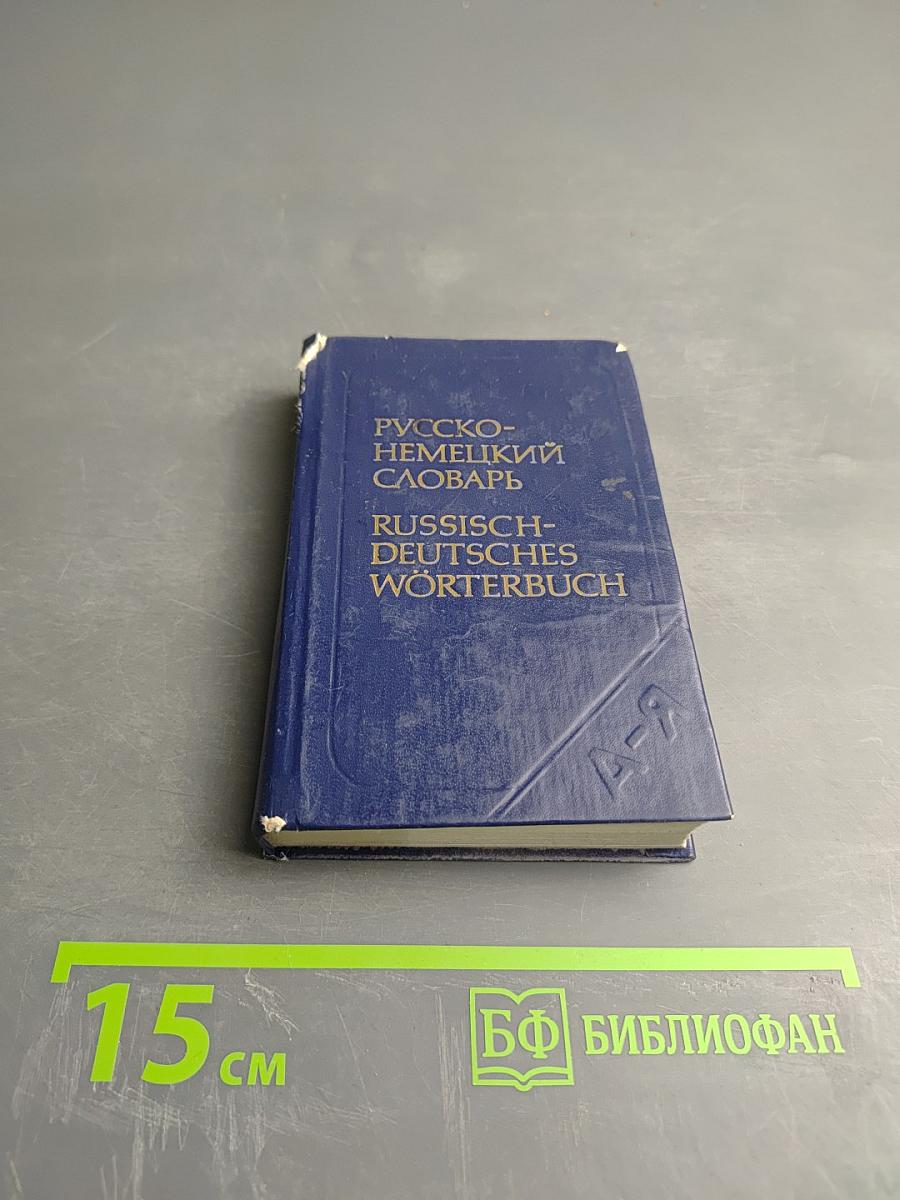 РУССКО-
НЕМЕЦКИЙ
СЛОВАРЬ
RUSSISCH-
DEUTSCHES
WÖRTERBUCH
А-Я
15 см
БФ БИБЛИОФАН